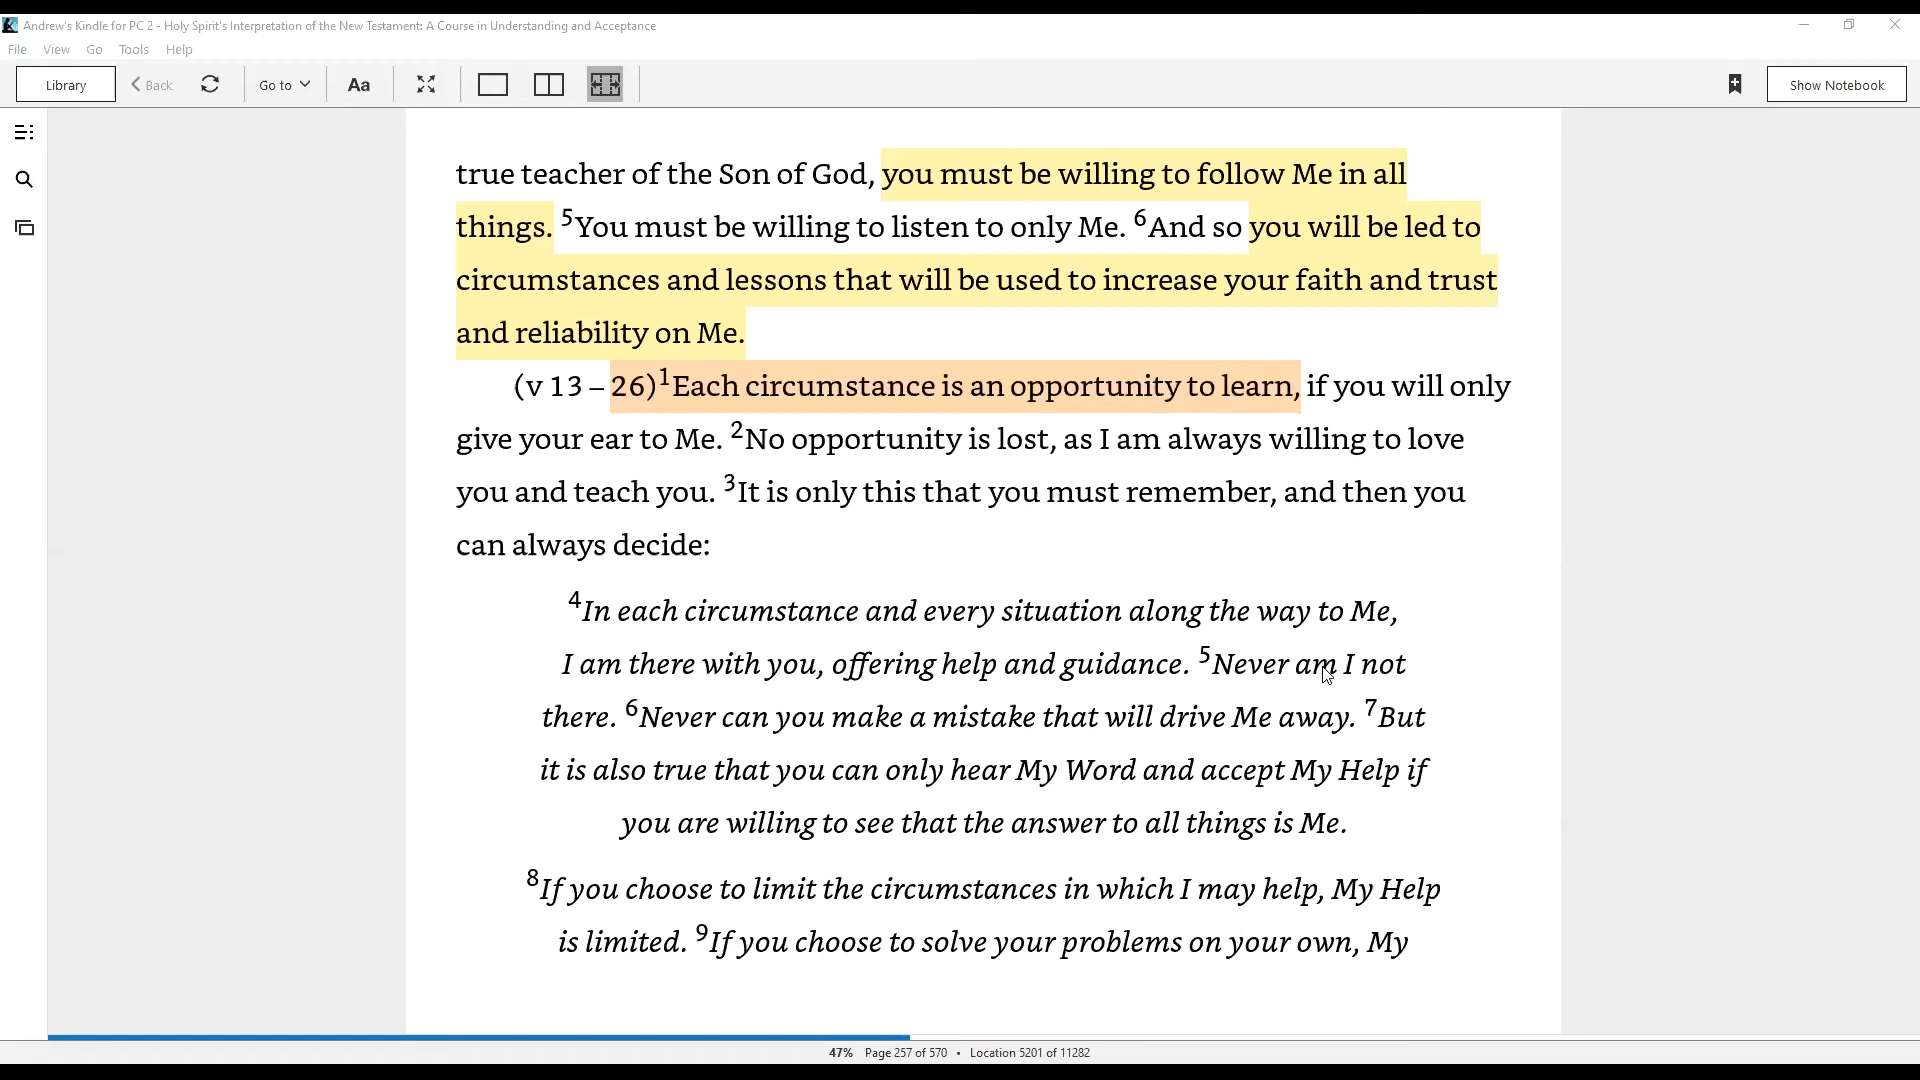 Andrew's Kindle for PC 2 - Holy Spirit's Interpretation of the New Testament: A Course in Understanding and Acceptance
File View Go Tools Help
Library Back Go to Aa Show Notebook
true teacher of the Son of God, you must be willing to follow Me in all
things. ⁵You must be willing to listen to only Me. ⁶And so you will be led to
circumstances and lessons that will be used to increase your faith and trust
and reliability on Me.
(v 13 – 26)¹Each circumstance is an opportunity to learn, if you will only
give your ear to Me. ²No opportunity is lost, as I am always willing to love
you and teach you. ³It is only this that you must remember, and then you
can always decide:
⁴In each circumstance and every situation along the way to Me,
I am there with you, offering help and guidance. ⁵Never am I not
there. ⁶Never can you make a mistake that will drive Me away. ⁷But
it is also true that you can only hear My Word and accept My Help if
you are willing to see that the answer to all things is Me.
⁸If you choose to limit the circumstances in which I may help, My Help
is limited. ⁹If you choose to solve your problems on your own, My
47% Page 257 of 570 • Location 5201 of 11282